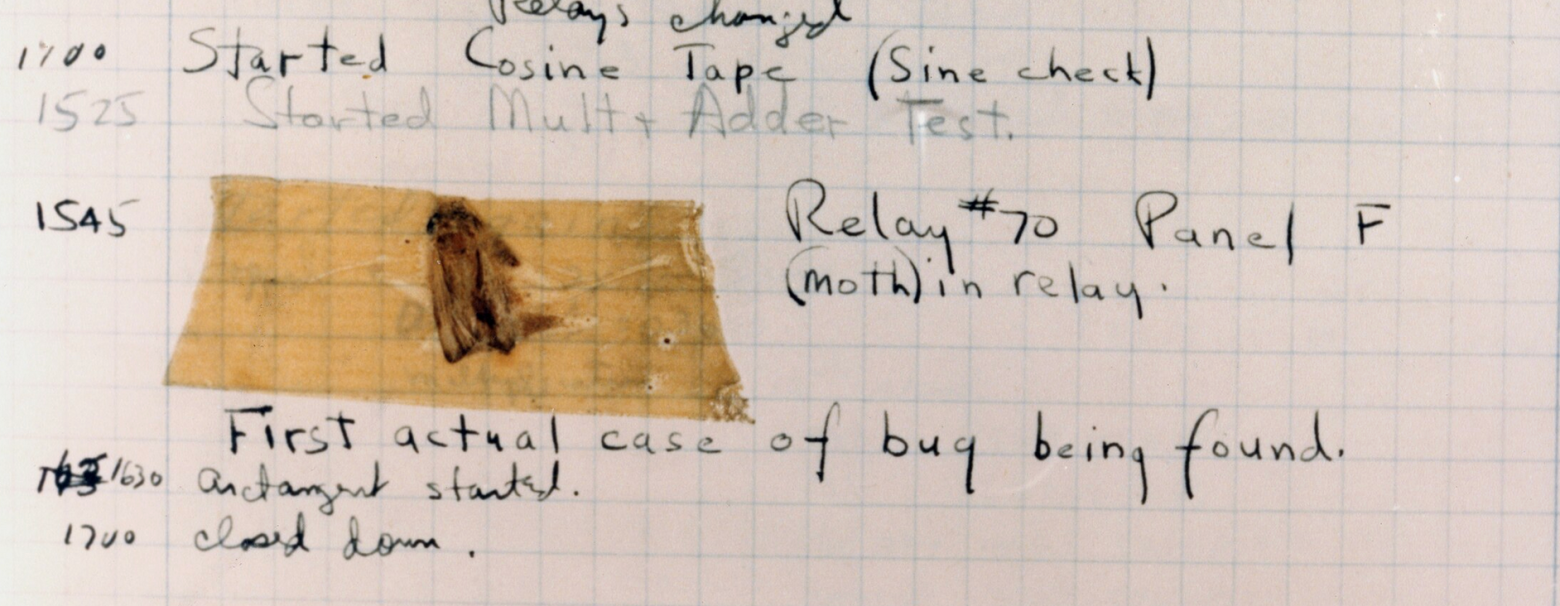 Relays changed
1100 Started Cosine Tape (Sine check)
1525 Started Mult + Adder Test.
1545 Relay #70 Panel F
(moth) in relay.
First actual case of bug being found.
1630 arctangent started.
1700 closed down.